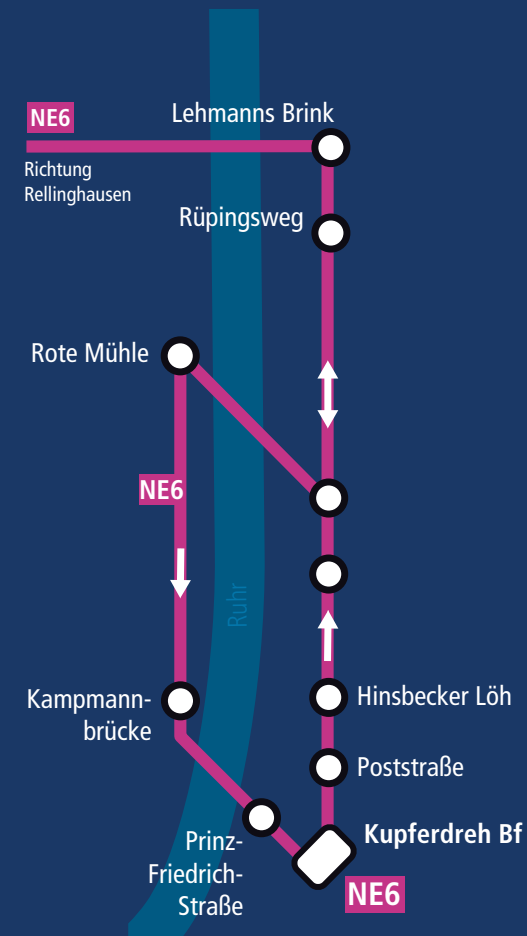 Lehmanns Brink
NE6
Richtung
Rellinghausen
Rüpingsweg
Rote Mühle
NE6
Ruhr
Kampmann-
brücke
Hinsbecker Löh
Poststraße
Kupferdreh Bf
Prinz-
Friedrich-
Straße
NE6